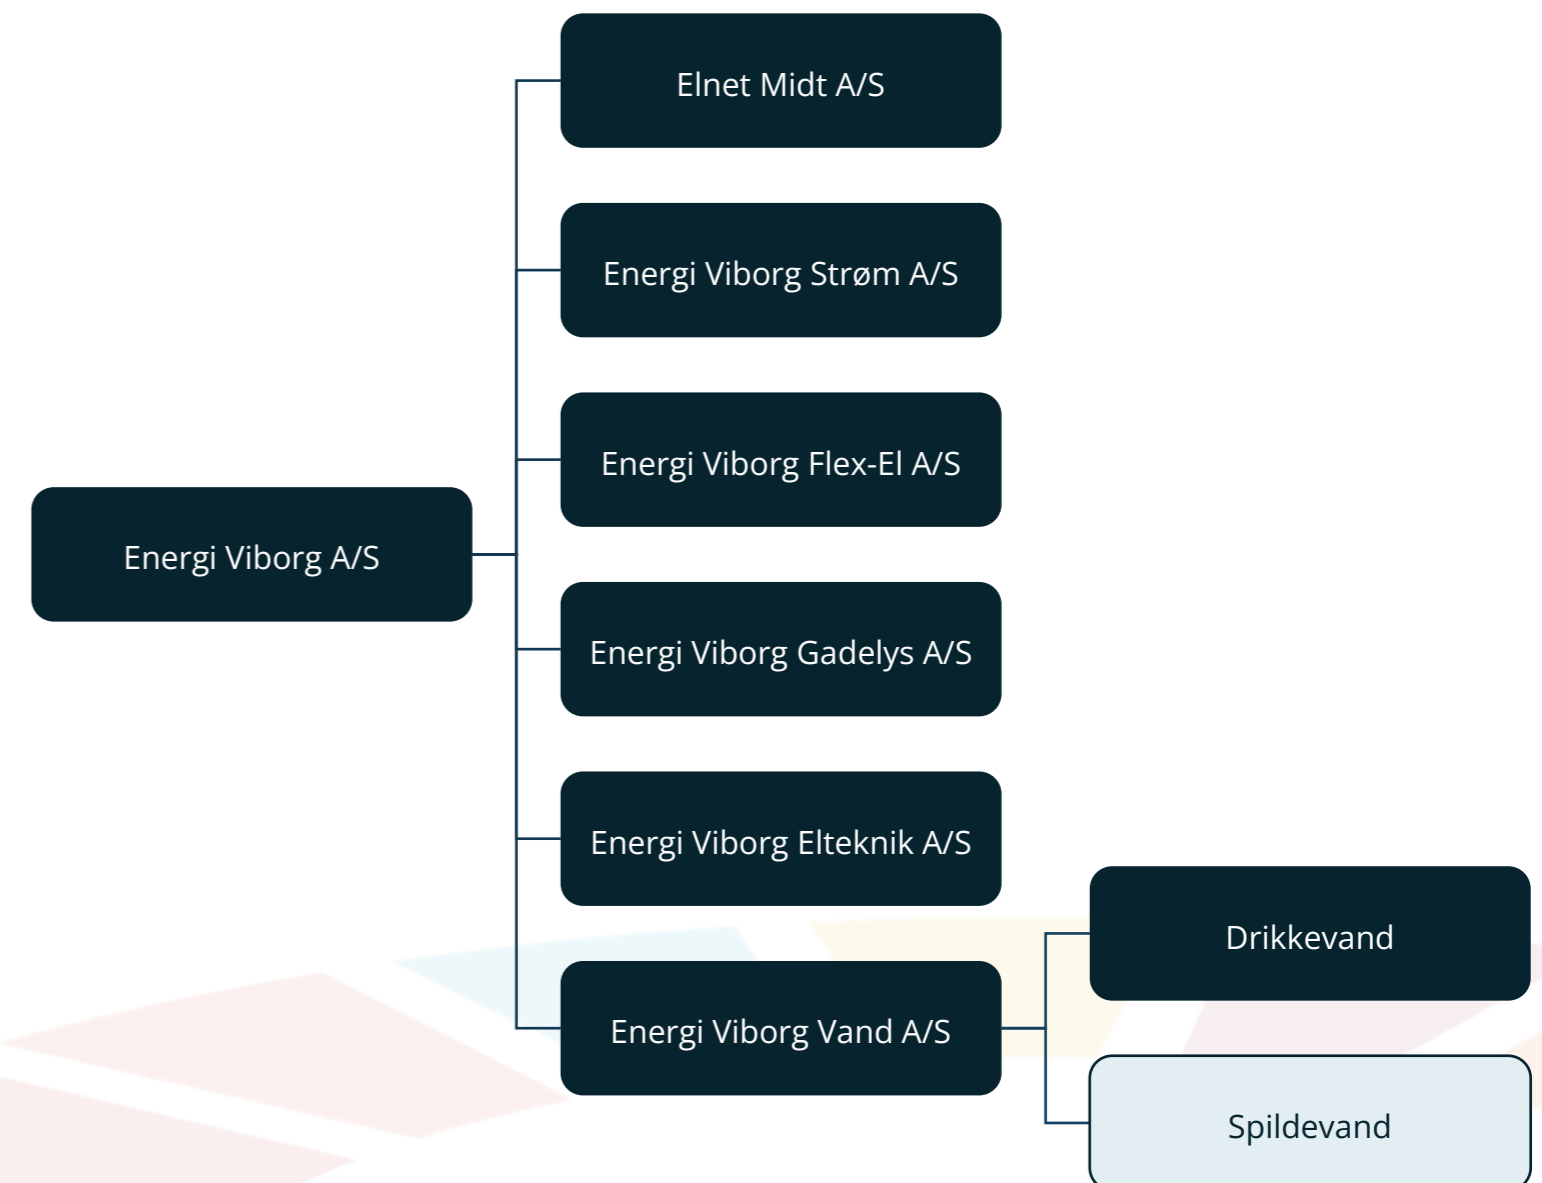 Elnet Midt A/S
Energi Viborg Strøm A/S
Energi Viborg Flex-El A/S
Energi Viborg A/S
Energi Viborg Gadelys A/S
Energi Viborg Elteknik A/S
Drikkevand
Energi Viborg Vand A/S
Spildevand